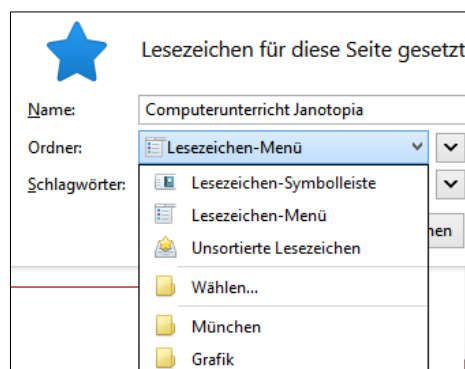 Lesezeichen für diese Seite gesetzt
Name: Computerunterricht Janotopia
Ordner: Lesezeichen-Menü
Schlagwörter: Lesezeichen-Symbolleiste
Lesezeichen-Menü
Unsortierte Lesezeichen
Wählen...
München
Grafik